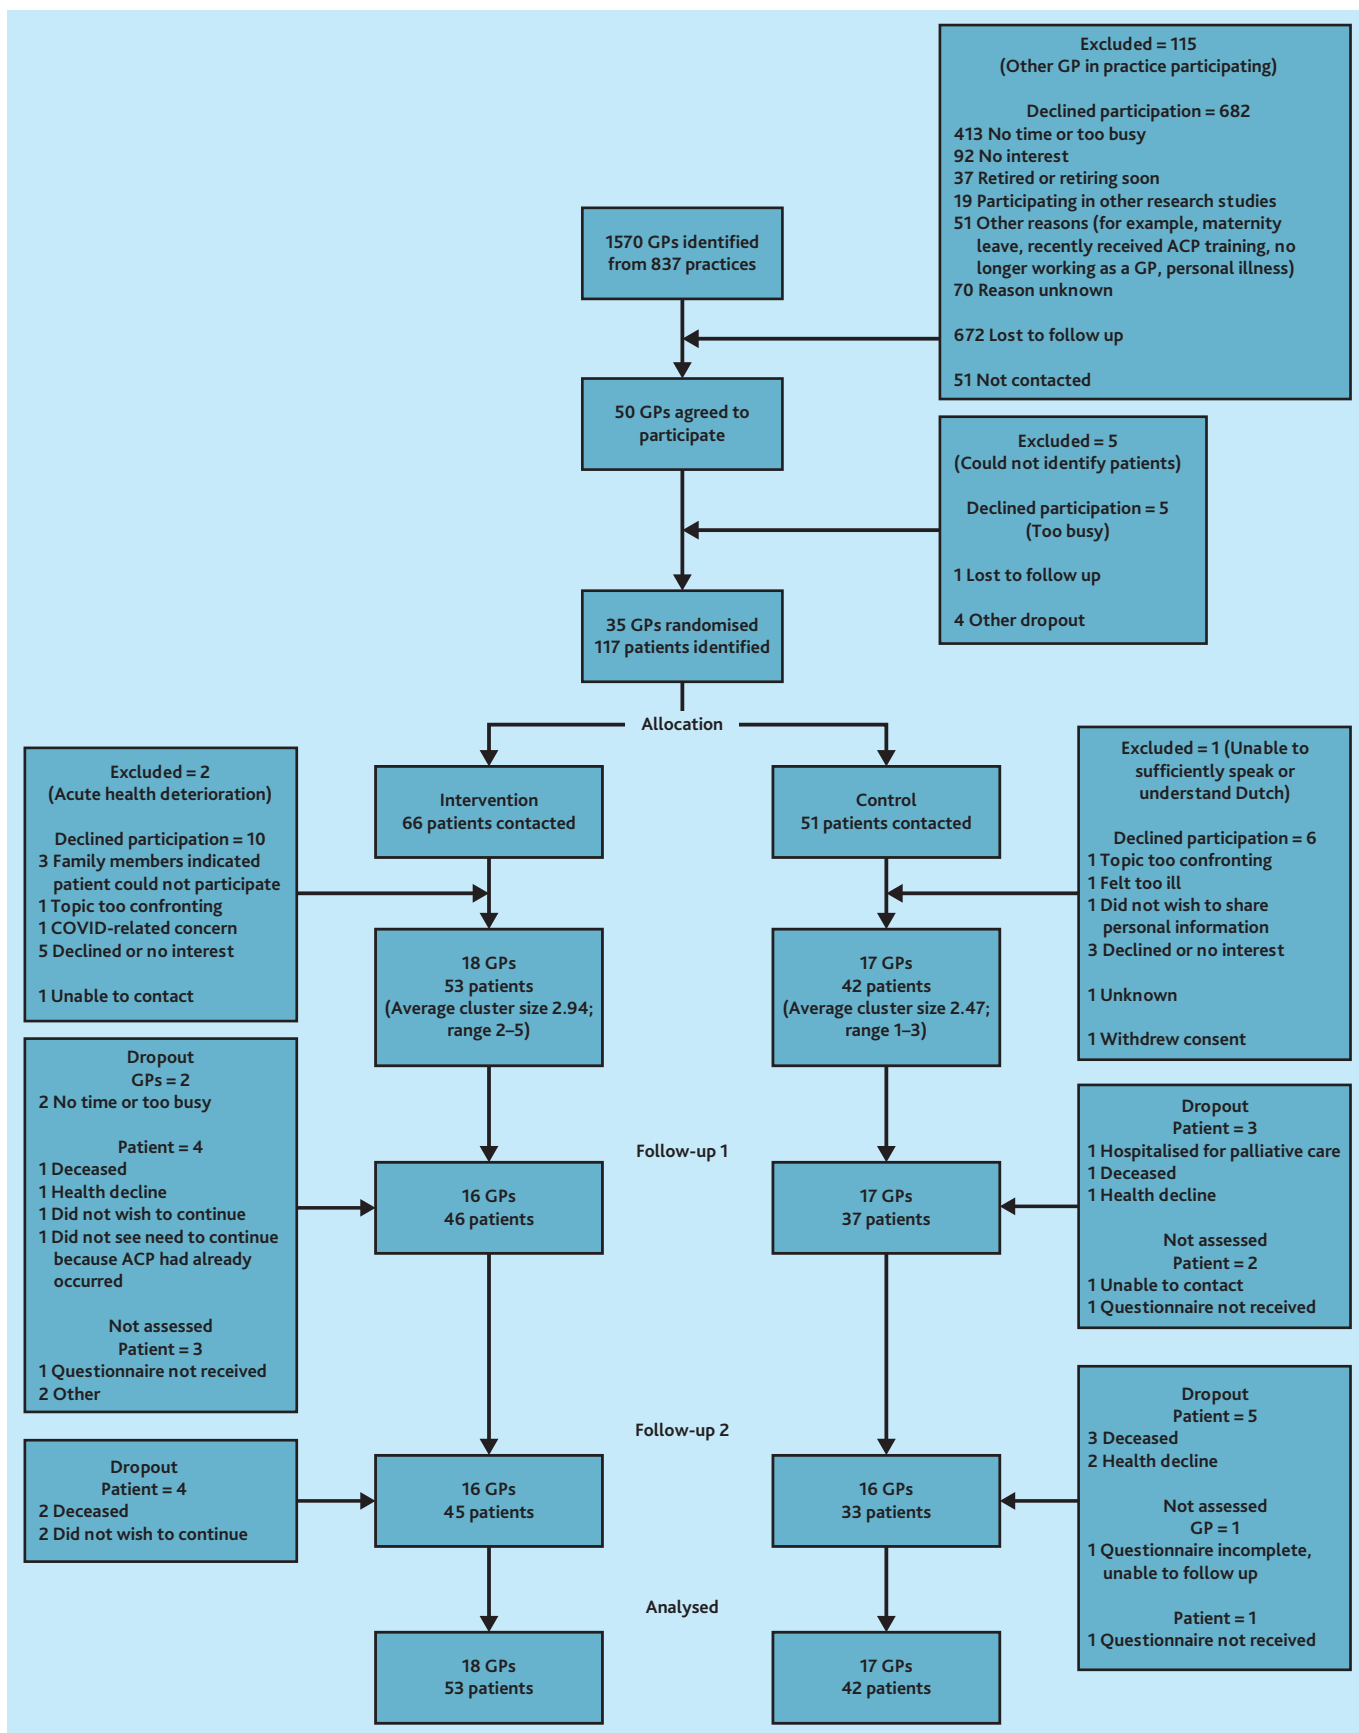 Excluded = 115
(Other GP in practice participating)
Declined participation = 682
413 No time or too busy
92 No interest
37 Retired or retiring soon
19 Participating in other research studies
51 Other reasons (for example, maternity
leave, recently received ACP training, no
longer working as a GP, personal illness)
70 Reason unknown
672 Lost to follow up
51 Not contacted
1570 GPs identified
from 837 practices
50 GPs agreed to
participate
Excluded = 5
(Could not identify patients)
Declined participation = 5
(Too busy)
1 Lost to follow up
4 Other dropout
35 GPs randomised
117 patients identified
Allocation
Excluded = 2
(Acute health deterioration)
Declined participation = 10
3 Family members indicated
patient could not participate
1 Topic too confronting
1 COVID-related concern
5 Declined or no interest
1 Unable to contact
Intervention
66 patients contacted
Control
51 patients contacted
Excluded = 1 (Unable to
sufficiently speak or
understand Dutch)
Declined participation = 6
1 Topic too confronting
1 Felt too ill
1 Did not wish to share
personal information
3 Declined or no interest
1 Unknown
1 Withdrew consent
18 GPs
53 patients
(Average cluster size 2.94;
range 2–5)
17 GPs
42 patients
(Average cluster size 2.47;
range 1–3)
Dropout
GPs = 2
2 No time or too busy
Patient = 4
1 Deceased
1 Health decline
1 Did not wish to continue
1 Did not see need to continue
because ACP had already
occurred
Not assessed
Patient = 3
1 Questionnaire not received
2 Other
Follow-up 1
16 GPs
46 patients
17 GPs
37 patients
Dropout
Patient = 3
1 Hospitalised for palliative care
1 Deceased
1 Health decline
Not assessed
Patient = 2
1 Unable to contact
1 Questionnaire not received
Follow-up 2
Dropout
Patient = 4
2 Deceased
2 Did not wish to continue
16 GPs
45 patients
16 GPs
33 patients
Dropout
Patient = 5
3 Deceased
2 Health decline
Not assessed
GP = 1
1 Questionnaire incomplete,
unable to follow up
Patient = 1
1 Questionnaire not received
Analysed
18 GPs
53 patients
17 GPs
42 patients